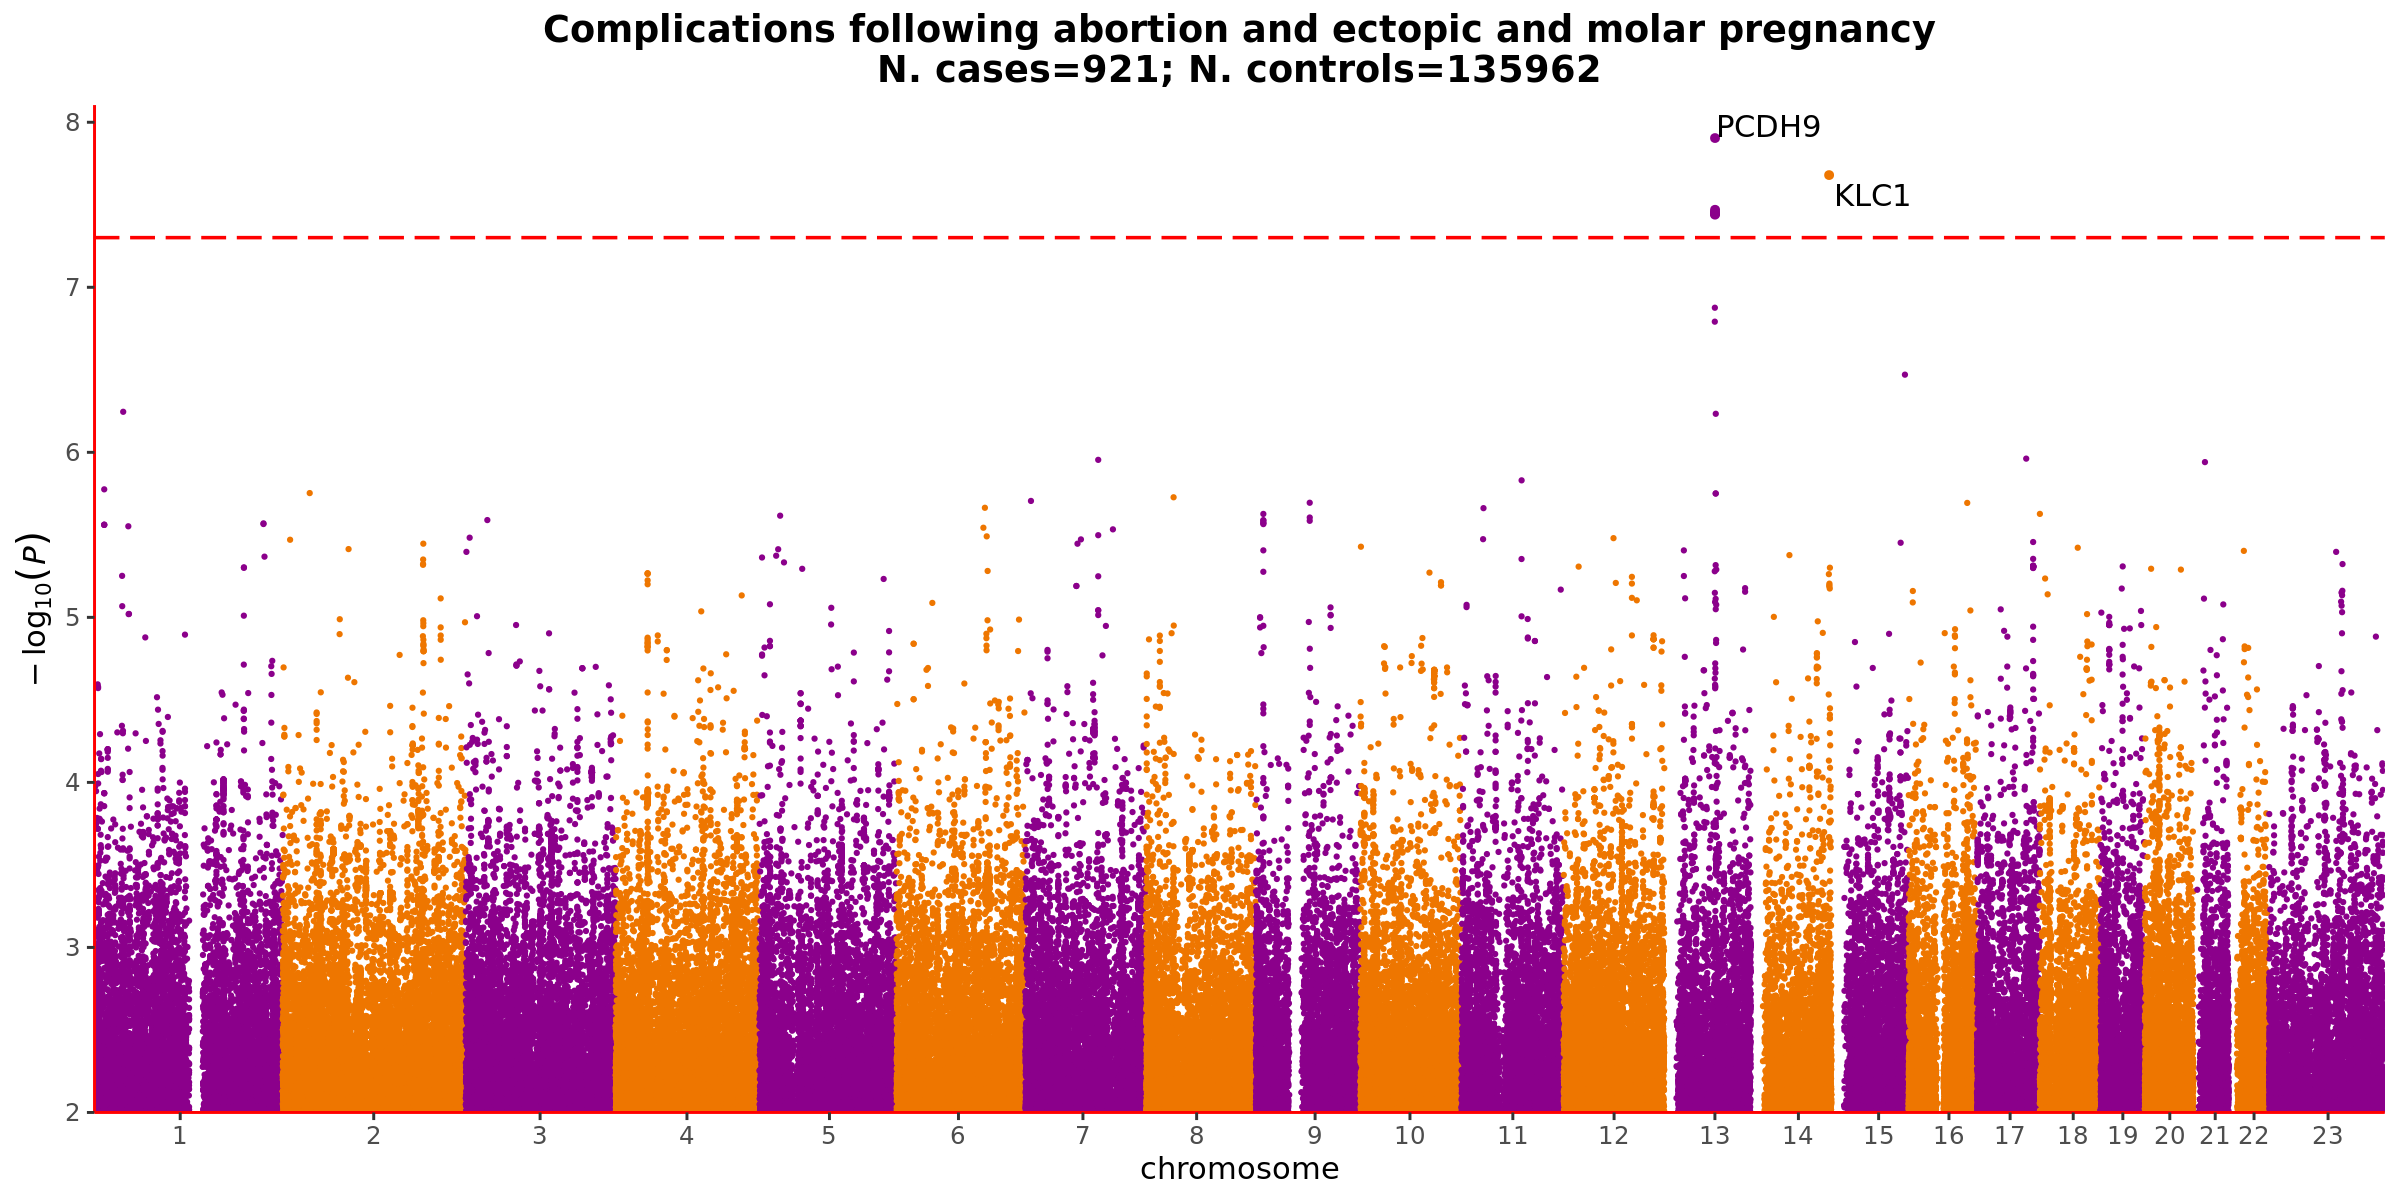 Complications following abortion and ectopic and molar pregnancy
N. cases=921; N. controls=135962
8
PCDH9
KLC1
7
6
5
4
3
2
−log₁₀(P)
1 2 3 4 5 6 7 8 9 10 11 12 13 14 15 16 17 18 19 20 21 22 23
chromosome